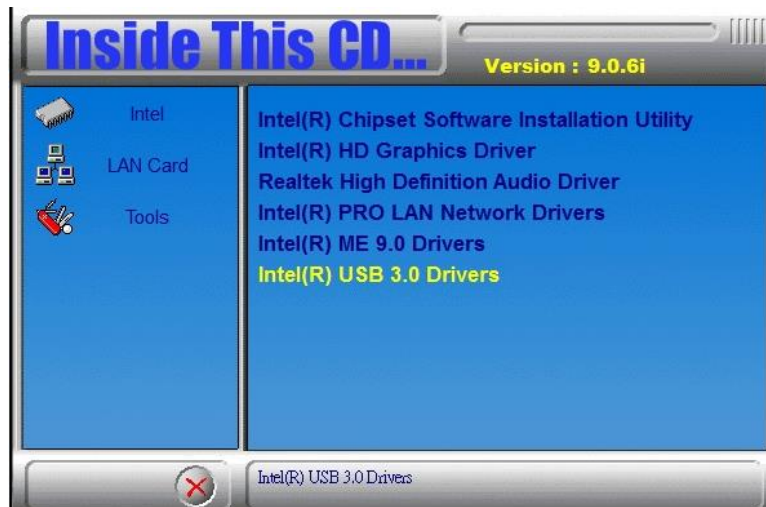 Inside This CD...
Version : 9.0.6i
Intel
LAN Card
Tools
Intel(R) Chipset Software Installation Utility
Intel(R) HD Graphics Driver
Realtek High Definition Audio Driver
Intel(R) PRO LAN Network Drivers
Intel(R) ME 9.0 Drivers
Intel(R) USB 3.0 Drivers
Intel(R) USB 3.0 Drivers